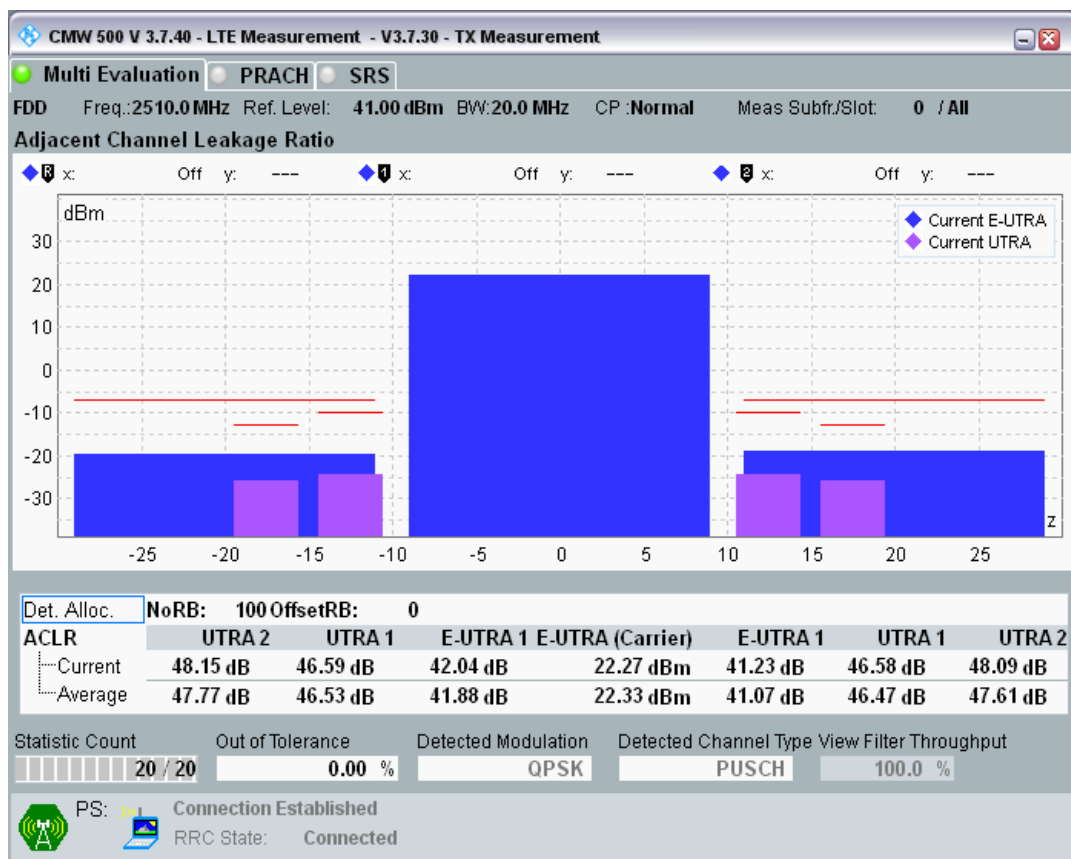 CMW 500 V 3.7.40 - LTE Measurement - V3.7.30 - TX Measurement
Multi Evaluation PRACH SRS
FDD Freq.:2510.0 MHz Ref. Level: 41.00 dBm BW:20.0 MHz CP :Normal Meas Subfr./Slot: 0 / All
Adjacent Channel Leakage Ratio
R x: Off y: --- 1 x: Off y: --- 2 x: Off y: ---
dBm
Current E-UTRA
Current UTRA
30
20
10
0
-10
-20
-30
z
-25 -20 -15 -10 -5 0 5 10 15 20 25
Det. Alloc. NoRB: 100 OffsetRB: 0
ACLR UTRA 2 UTRA 1 E-UTRA 1 E-UTRA (Carrier) E-UTRA 1 UTRA 1 UTRA 2
Current 48.15 dB 46.59 dB 42.04 dB 22.27 dBm 41.23 dB 46.58 dB 48.09 dB
Average 47.77 dB 46.53 dB 41.88 dB 22.33 dBm 41.07 dB 46.47 dB 47.61 dB
Statistic Count Out of Tolerance Detected Modulation Detected Channel Type View Filter Throughput
20 / 20 0.00 % QPSK PUSCH 100.0 %
PS: Connection Established
RRC State: Connected